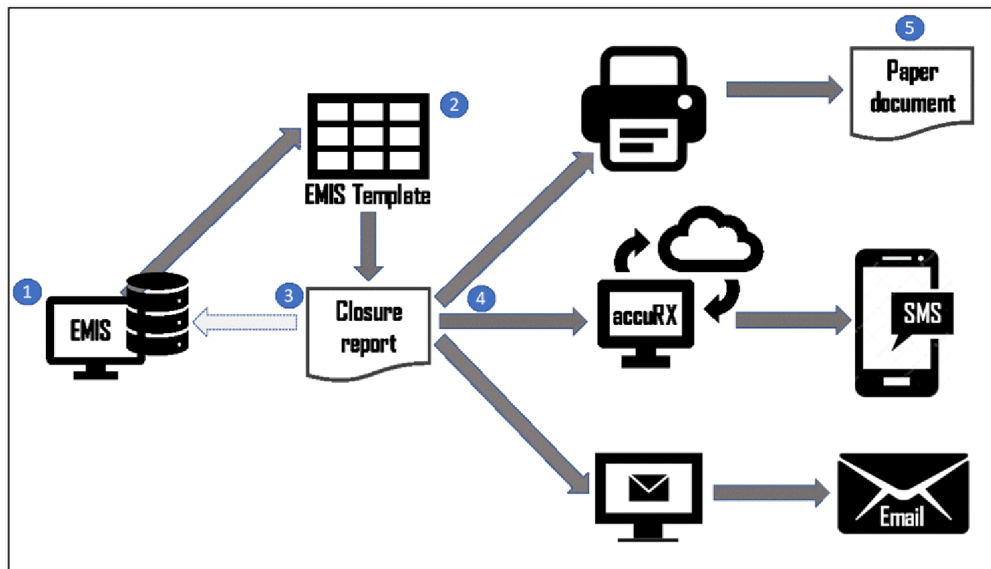 5
Paper
document
2
EMIS Template
1
EMIS
3
Closure
report
4
accuRX
SMS
Email